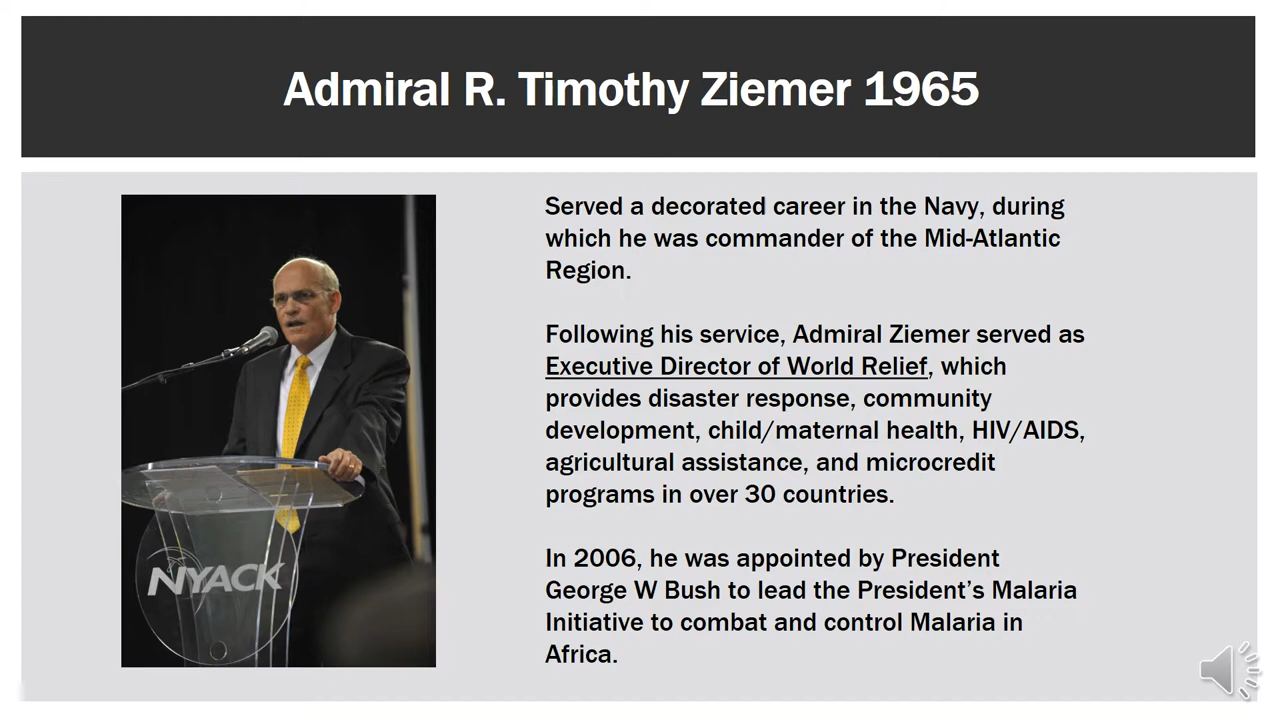 Admiral R. Timothy Ziemer 1965
Served a decorated career in the Navy, during
which he was commander of the Mid-Atlantic
Region.
Following his service, Admiral Ziemer served as
Executive Director of World Relief, which
provides disaster response, community
development, child/maternal health, HIV/AIDS,
agricultural assistance, and microcredit
programs in over 30 countries.
In 2006, he was appointed by President
George W Bush to lead the President’s Malaria
Initiative to combat and control Malaria in
Africa.
NYACK